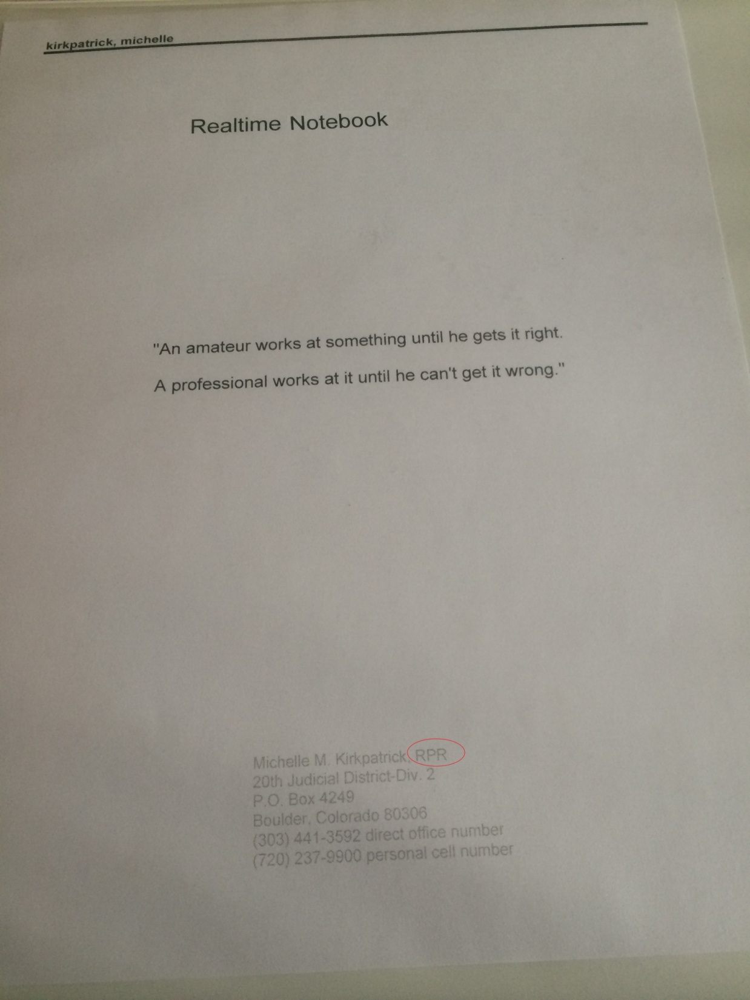 kirkpatrick, michelle
Realtime Notebook
"An amateur works at something until he gets it right.
A professional works at it until he can't get it wrong."
Michelle M. Kirkpatrick, RPR
20th Judicial District-Div. 2
P.O. Box 4249
Boulder, Colorado 80306
(303) 441-3592 direct office number
(720) 237-9900 personal cell number